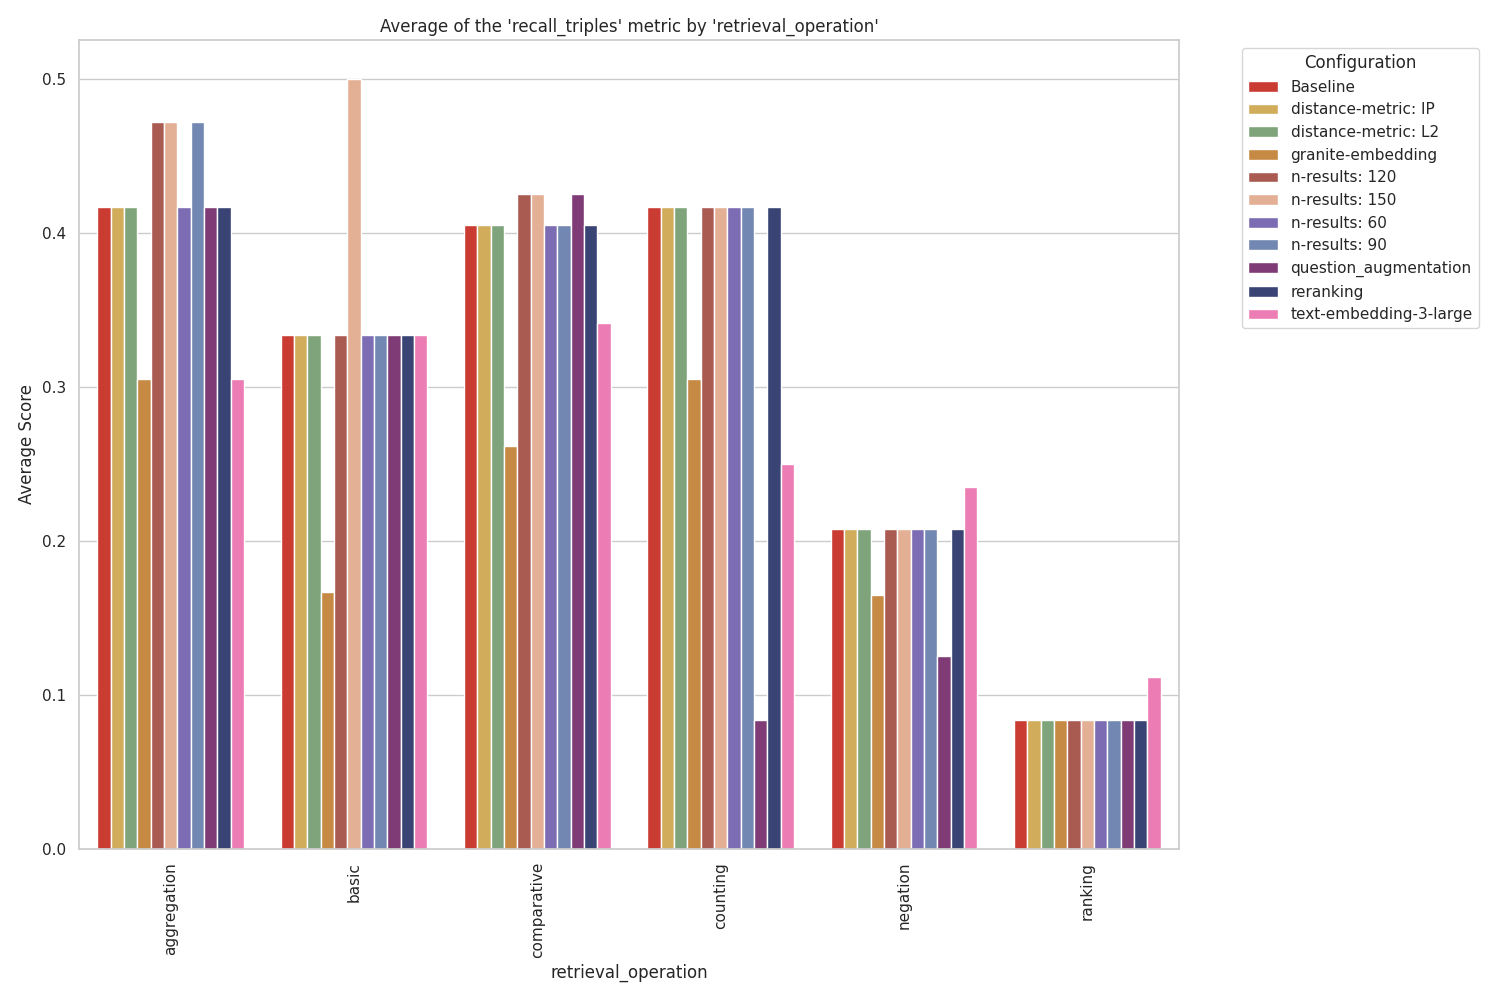 Average of the 'recall_triples' metric by 'retrieval_operation'
Configuration
Baseline
distance-metric: IP
distance-metric: L2
granite-embedding
n-results: 120
n-results: 150
n-results: 60
n-results: 90
question_augmentation
reranking
text-embedding-3-large
Average Score
0.5
0.4
0.3
0.2
0.1
0.0
aggregation
basic
comparative
counting
negation
ranking
retrieval_operation